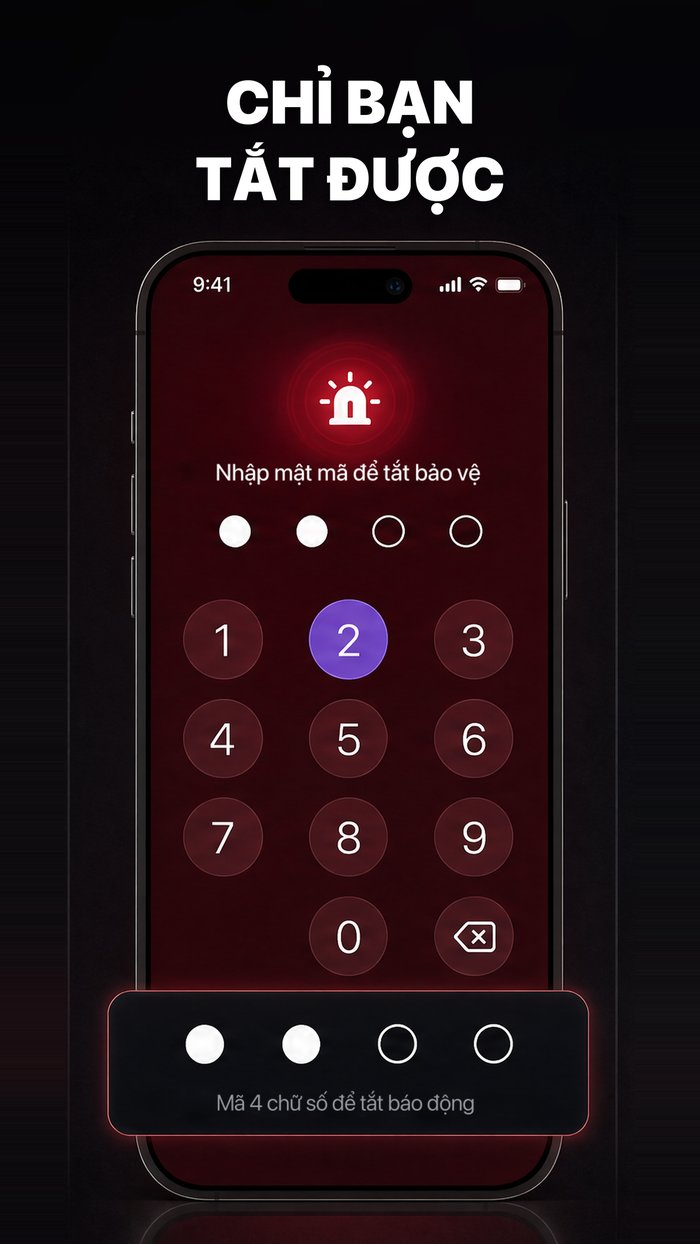 CHỈ BẠN
TẮT ĐƯỢC
9:41
Nhập mật mã để tắt bảo vệ
1 2 3
4 5 6
7 8 9
0
Mã 4 chữ số để tắt báo động